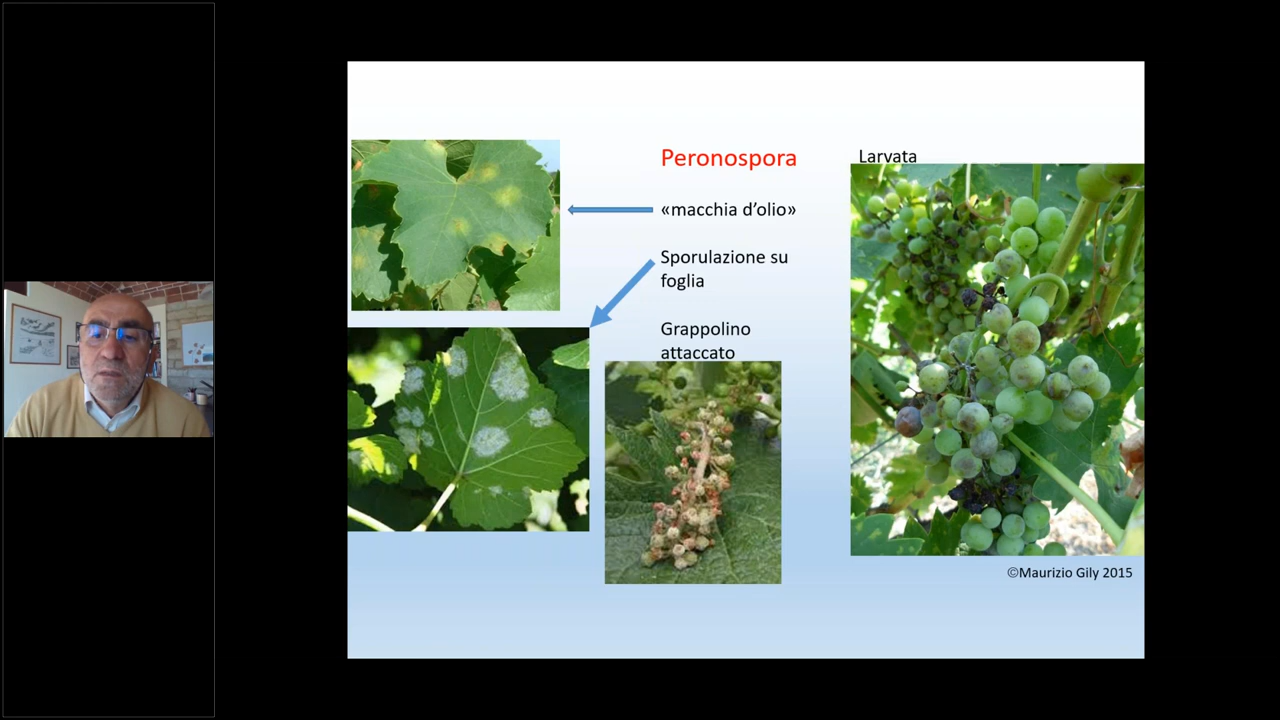 Peronospora
«macchia d’olio»
Sporulazione su
foglia
Grappolino
attaccato
Larvata
©Maurizio Gily 2015